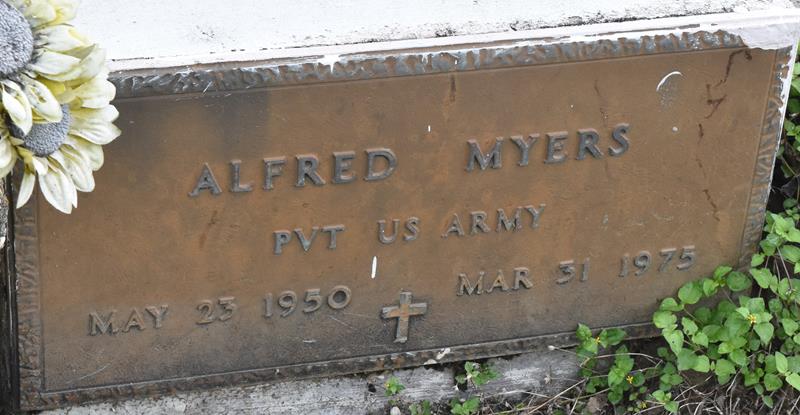 ALFRED MYERS
PVT US ARMY
MAY 23 1950 MAR 31 1975